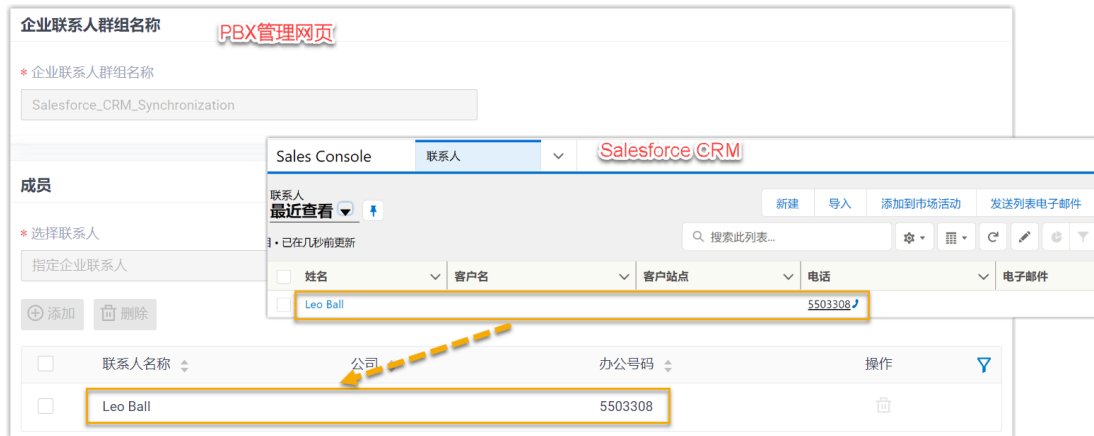 企业联系人群组名称
PBX管理网页
* 企业联系人群组名称
Salesforce_CRM_Synchronization
Sales Console
联系人
Salesforce CRM
成员
联系人
最近查看
新建
导入
添加到市场活动
发送列表电子邮件
* 选择联系人
• 已在几秒前更新
搜索此列表...
指定企业联系人
姓名
客户名
客户站点
电话
电子邮件
添加
删除
Leo Ball
5503308
联系人名称
公司
办公号码
操作
Leo Ball
5503308